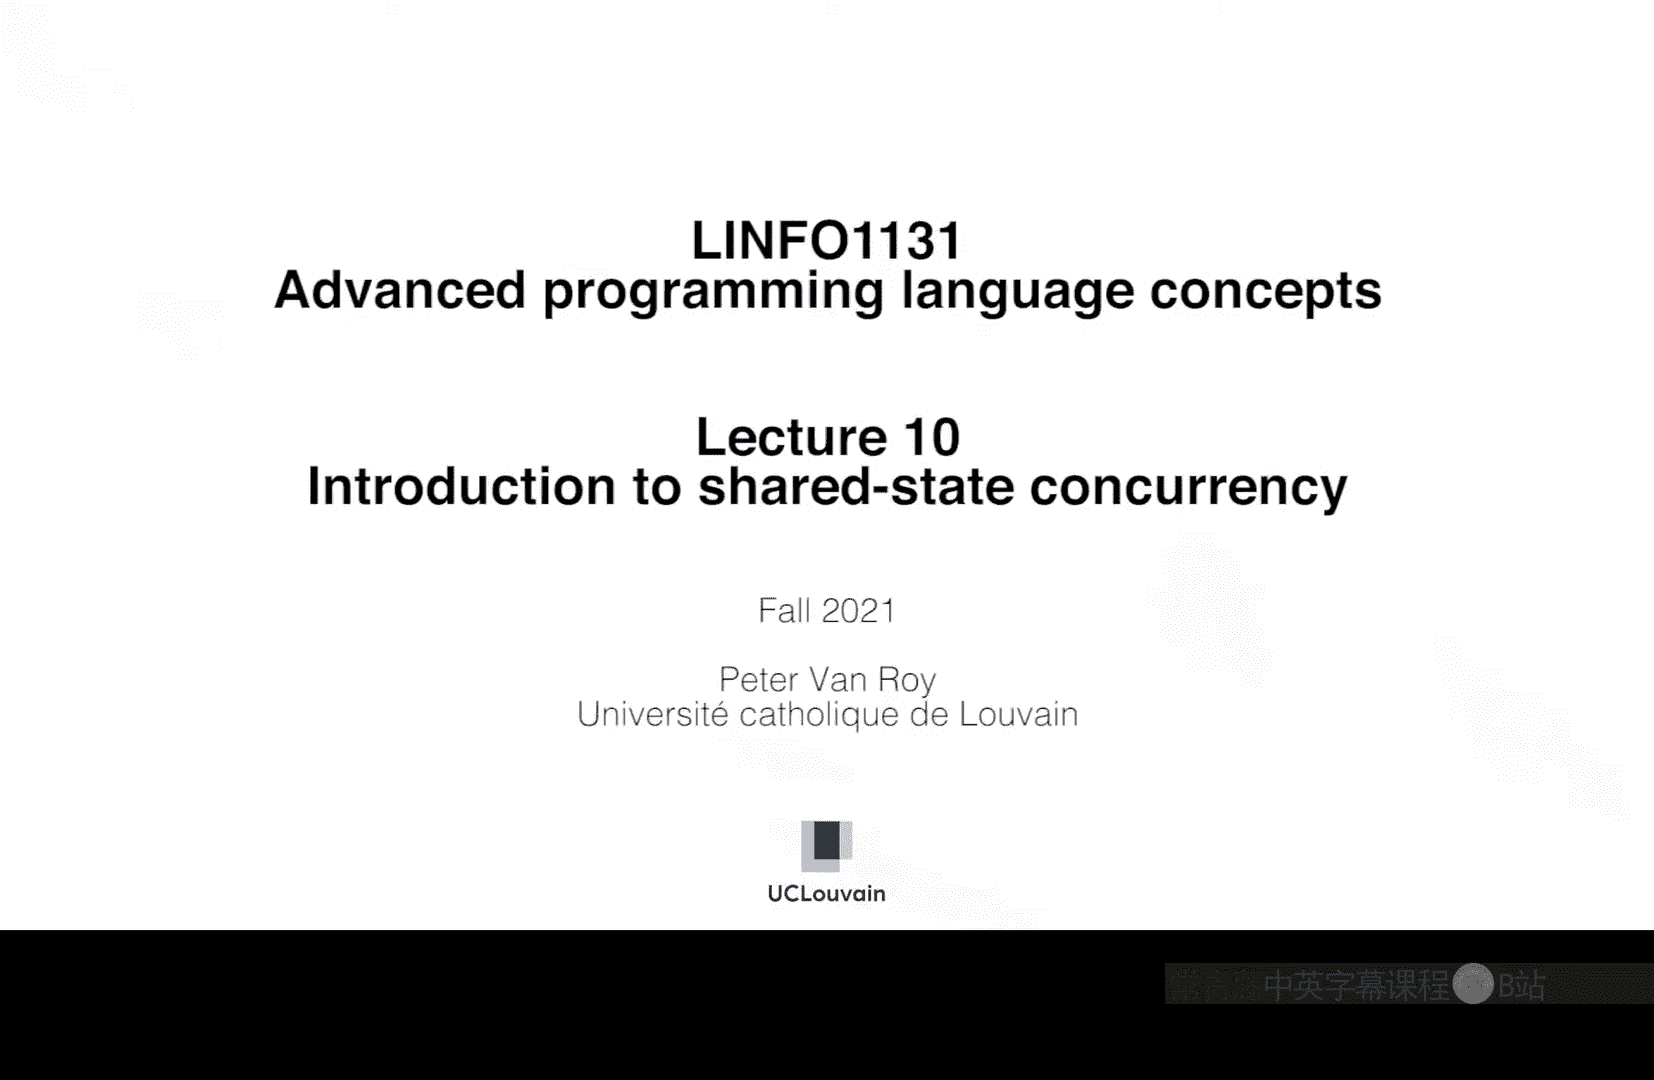 LINFO1131
Advanced programming language concepts
Lecture 10
Introduction to shared-state concurrency
Fall 2021
Peter Van Roy
Université catholique de Louvain
UCLouvain
中英字幕课程
B站